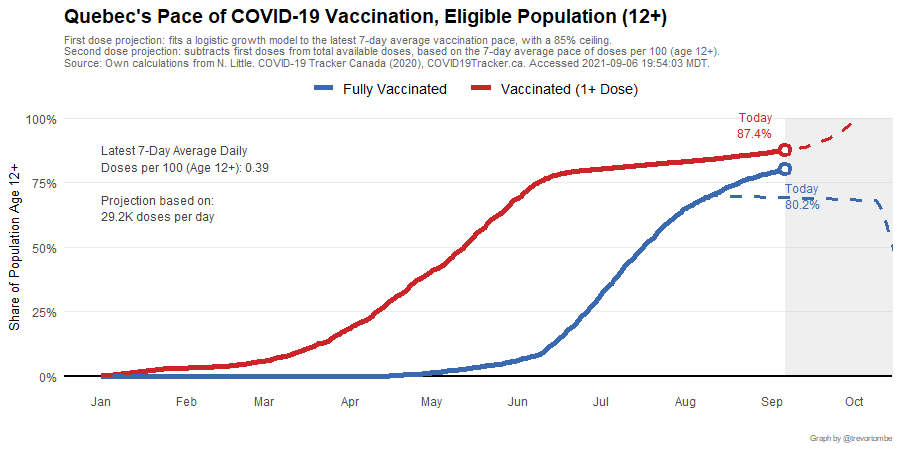 Quebec's Pace of COVID-19 Vaccination, Eligible Population (12+)
First dose projection: fits a logistic growth model to the latest 7-day average vaccination pace, with a 85% ceiling.
Second dose projection: subtracts first doses from total available doses, based on the 7-day average pace of doses per 100 (age 12+).
Source: Own calculations from N. Little. COVID-19 Tracker Canada (2020), COVID19Tracker.ca. Accessed 2021-09-06 19:54:03 MDT.
Fully Vaccinated
Vaccinated (1+ Dose)
Share of Population Age 12+
100%
75%
50%
25%
0%
Latest 7-Day Average Daily
Doses per 100 (Age 12+): 0.39
Projection based on:
29.2K doses per day
Today
87.4%
Today
80.2%
Jan Feb Mar Apr May Jun Jul Aug Sep Oct
Graph by @trevortombe